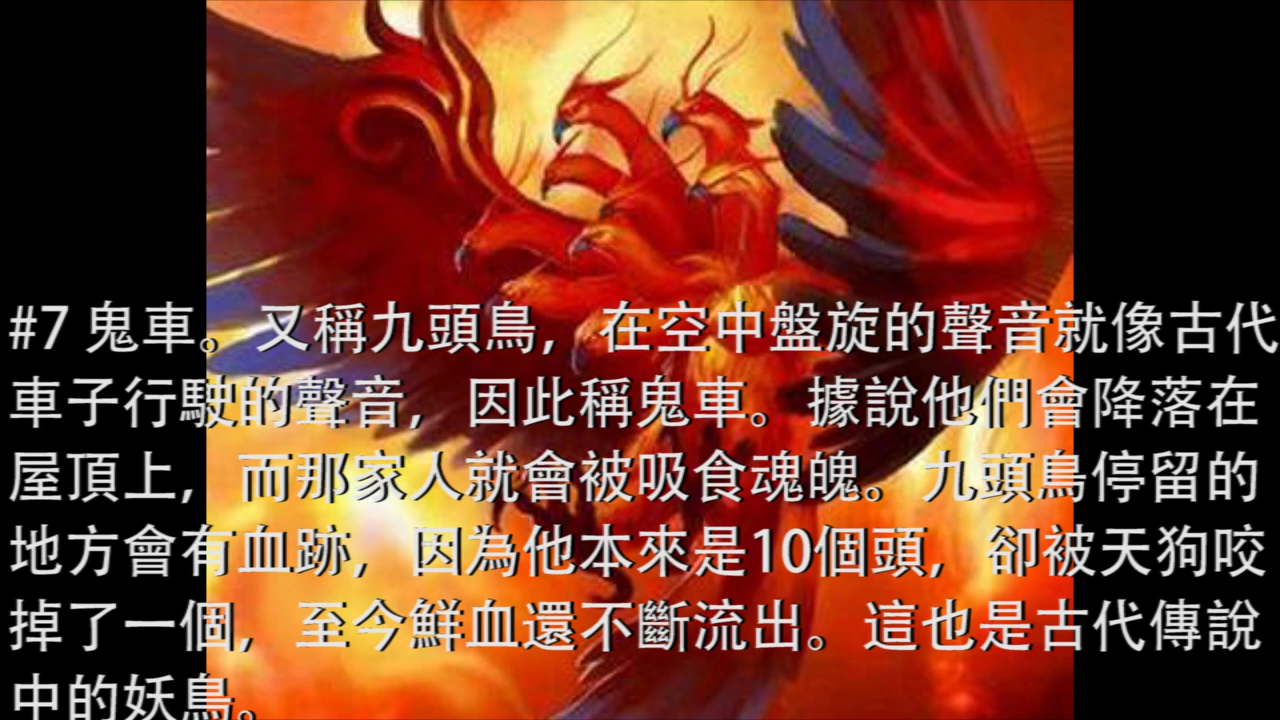 #7 鬼車。又稱九頭鳥，在空中盤旋的聲音就像古代
車子行駛的聲音，因此稱鬼車。據說他們會降落在
屋頂上，而那家人就會被吸食魂魄。九頭鳥停留的
地方會有血跡，因為他本來是10個頭，卻被天狗咬
掉了一個，至今鮮血還不斷流出。這也是古代傳說
中的妖鳥。